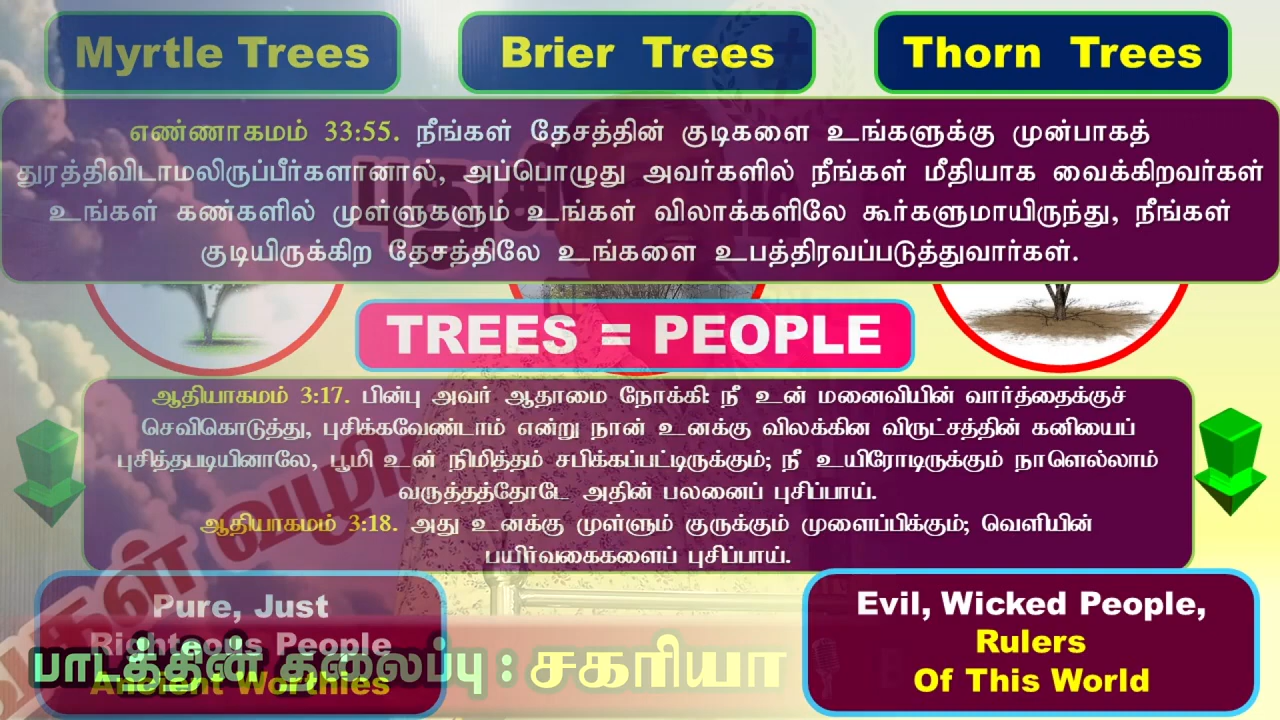 Myrtle Trees
Brier Trees
Thorn Trees
எண்ணாகமம் 33:55. நீங்கள் தேசத்தின் குடிகளை உங்களுக்கு முன்பாகத்
துரத்திவிடாமலிருப்பீர்களானால், அப்பொழுது அவர்களில் நீங்கள் மீதியாக வைக்கிறவர்கள்
உங்கள் கண்களில் முள்ளுகளும் உங்கள் விலாக்களிலே கூர்களுமாயிருந்து, நீங்கள்
குடியிருக்கிற தேசத்திலே உங்களை உபத்திரவப்படுத்துவார்கள்.
TREES = PEOPLE
ஆதியாகமம் 3:17. பின்பு அவர் ஆதாமை நோக்கி: நீ உன் மனைவியின் வார்த்தைக்குச்
செவிகொடுத்து, புசிக்கவேண்டாம் என்று நான் உனக்கு விலக்கின விருட்சத்தின் கனியைப்
புசித்தபடியினாலே, பூமி உன் நிமித்தம் சபிக்கப்பட்டிருக்கும்; நீ உயிரோடிருக்கும் நாளெல்லாம்
வருத்தத்தோடே அதின் பலனைப் புசிப்பாய்.
ஆதியாகமம் 3:18. அது உனக்கு முள்ளும் குருக்கும் முளைப்பிக்கும்; வெளியின்
பயிர்வகைகளைப் புசிப்பாய்.
Pure, Just
Righteous People
Ancient Worthies
Evil, Wicked People,
Rulers
Of This World
பாடத்தின் தலைப்பு : சகரியா
வழி